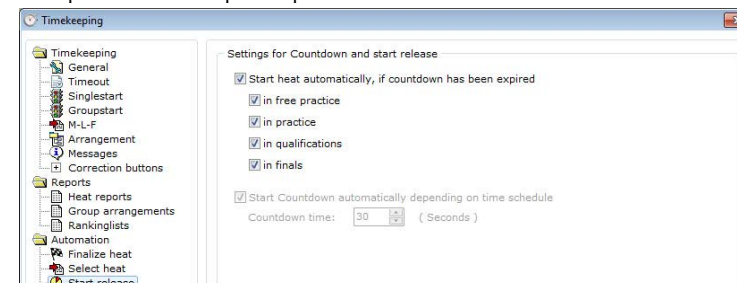 Timekeeping
Timekeeping
General
Timeout
Singlestart
Groupstart
M-L-F
Arrangement
Messages
Correction buttons
Reports
Heat reports
Group arrangements
Rankinglists
Automation
Finalize heat
Select heat
Start release
Settings for Countdown and start release
Start heat automatically, if countdown has been expired
in free practice
in practice
in qualifications
in finals
Start Countdown automatically depending on time schedule
Countdown time: 30 ( Seconds )